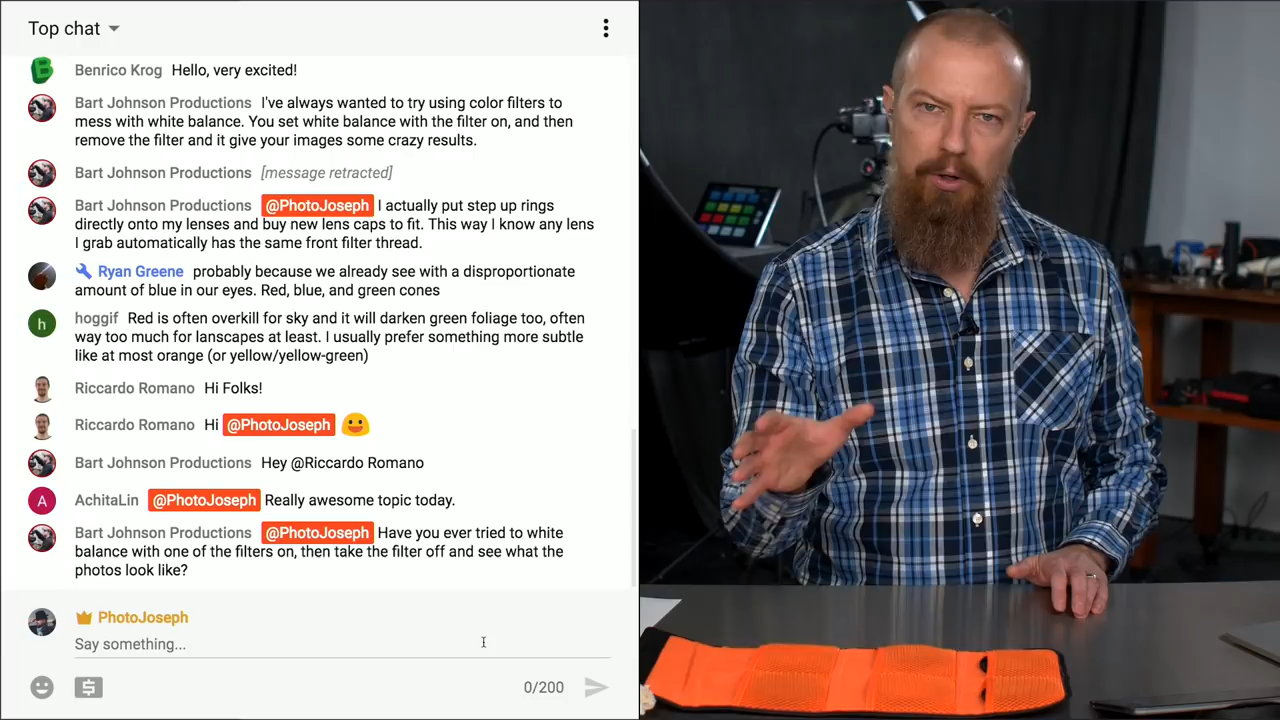 Top chat
B
Benrico Krog Hello, very excited!
Bart Johnson Productions I've always wanted to try using color filters to
mess with white balance. You set white balance with the filter on, and then
remove the filter and it give your images some crazy results.
Bart Johnson Productions [message retracted]
Bart Johnson Productions @PhotoJoseph I actually put step up rings
directly onto my lenses and buy new lens caps to fit. This way I know any lens
I grab automatically has the same front filter thread.
Ryan Greene probably because we already see with a disproportionate
amount of blue in our eyes. Red, blue, and green cones
h
hoggif Red is often overkill for sky and it will darken green foliage too, often
way too much for lanscapes at least. I usually prefer something more subtle
like at most orange (or yellow/yellow-green)
Riccardo Romano Hi Folks!
Riccardo Romano Hi @PhotoJoseph
Bart Johnson Productions Hey @Riccardo Romano
A
AchitaLin @PhotoJoseph Really awesome topic today.
Bart Johnson Productions @PhotoJoseph Have you ever tried to white
balance with one of the filters on, then take the filter off and see what the
photos look like?
PhotoJoseph
Say something...
$
0/200